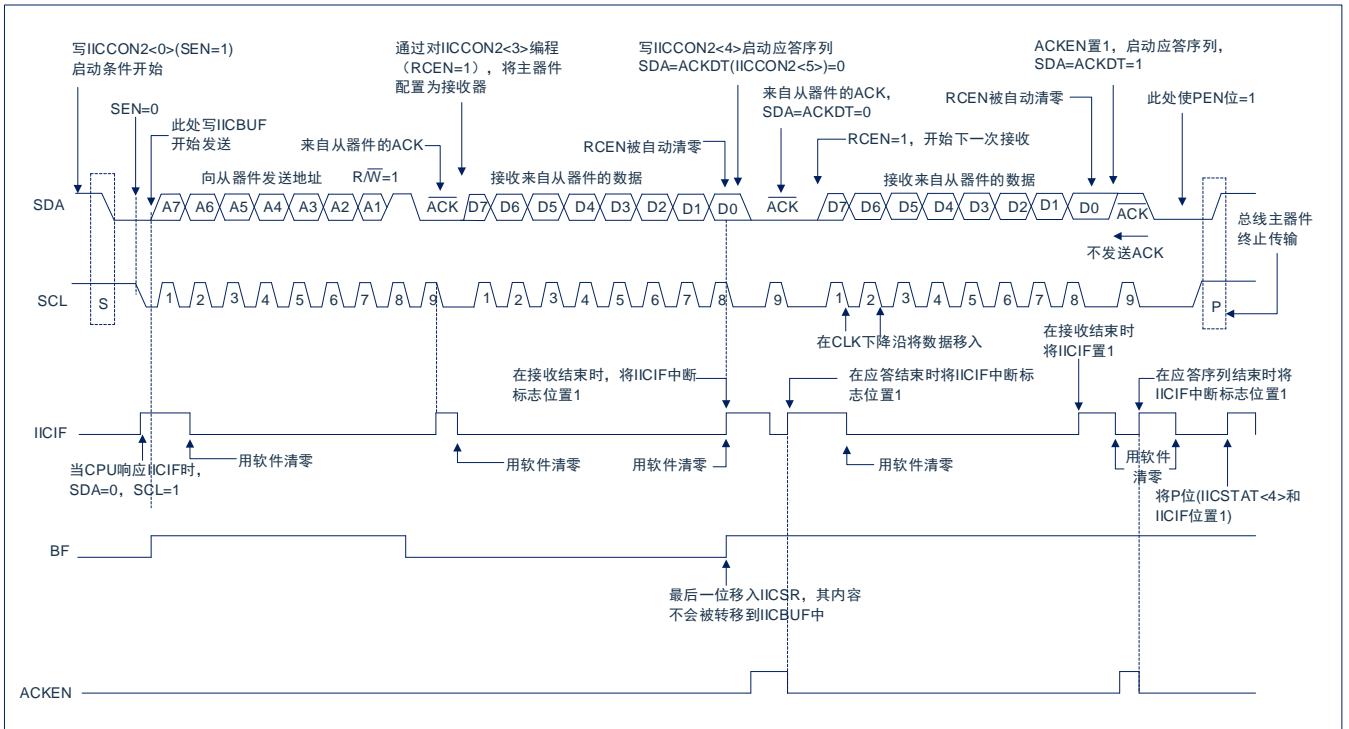 写IICCON2<0>(SEN=1)
启动条件开始
SEN=0
此处写IICBUF
开始发送
通过对IICCON2<3>编程
（RCEN=1），将主器件
配置为接收器
来自从器件的ACK
写IICCON2<4>启动应答序列
SDA=ACKDT(IICCON2<5>)=0
来自从器件的ACK，
SDA=ACKDT=0
RCEN被自动清零
RCEN=1，开始下一次接收
ACKEN置1，启动应答序列，
SDA=ACKDT=1
RCEN被自动清零
此处使PEN位=1
向从器件发送地址 R/W=1
接收来自从器件的数据
接收来自从器件的数据
SDA
A7 A6 A5 A4 A3 A2 A1 ACK D7 D6 D5 D4 D3 D2 D1 D0 ACK D7 D6 D5 D4 D3 D2 D1 D0 ACK
总线主器件
终止传输
不发送ACK
SCL
S 1 2 3 4 5 6 7 8 9 1 2 3 4 5 6 7 8 9 1 2 3 4 5 6 7 8 9 P
在CLK下降沿将数据移入
在接收结束时，将IICIF中断
标志位置1
在应答结束时将IICIF中断标
志位置1
在接收结束时
将IICIF置1
在应答序列结束时将
IICIF中断标志位置1
IICIF
当CPU响应IICIF时，
SDA=0，SCL=1
用软件清零
用软件清零
用软件清零
用软件清零
用软件
清零
将P位(IICSTAT<4>和
IICIF位置1)
BF
最后一位移入IICSR，其内容
不会被转移到IICBUF中
ACKEN